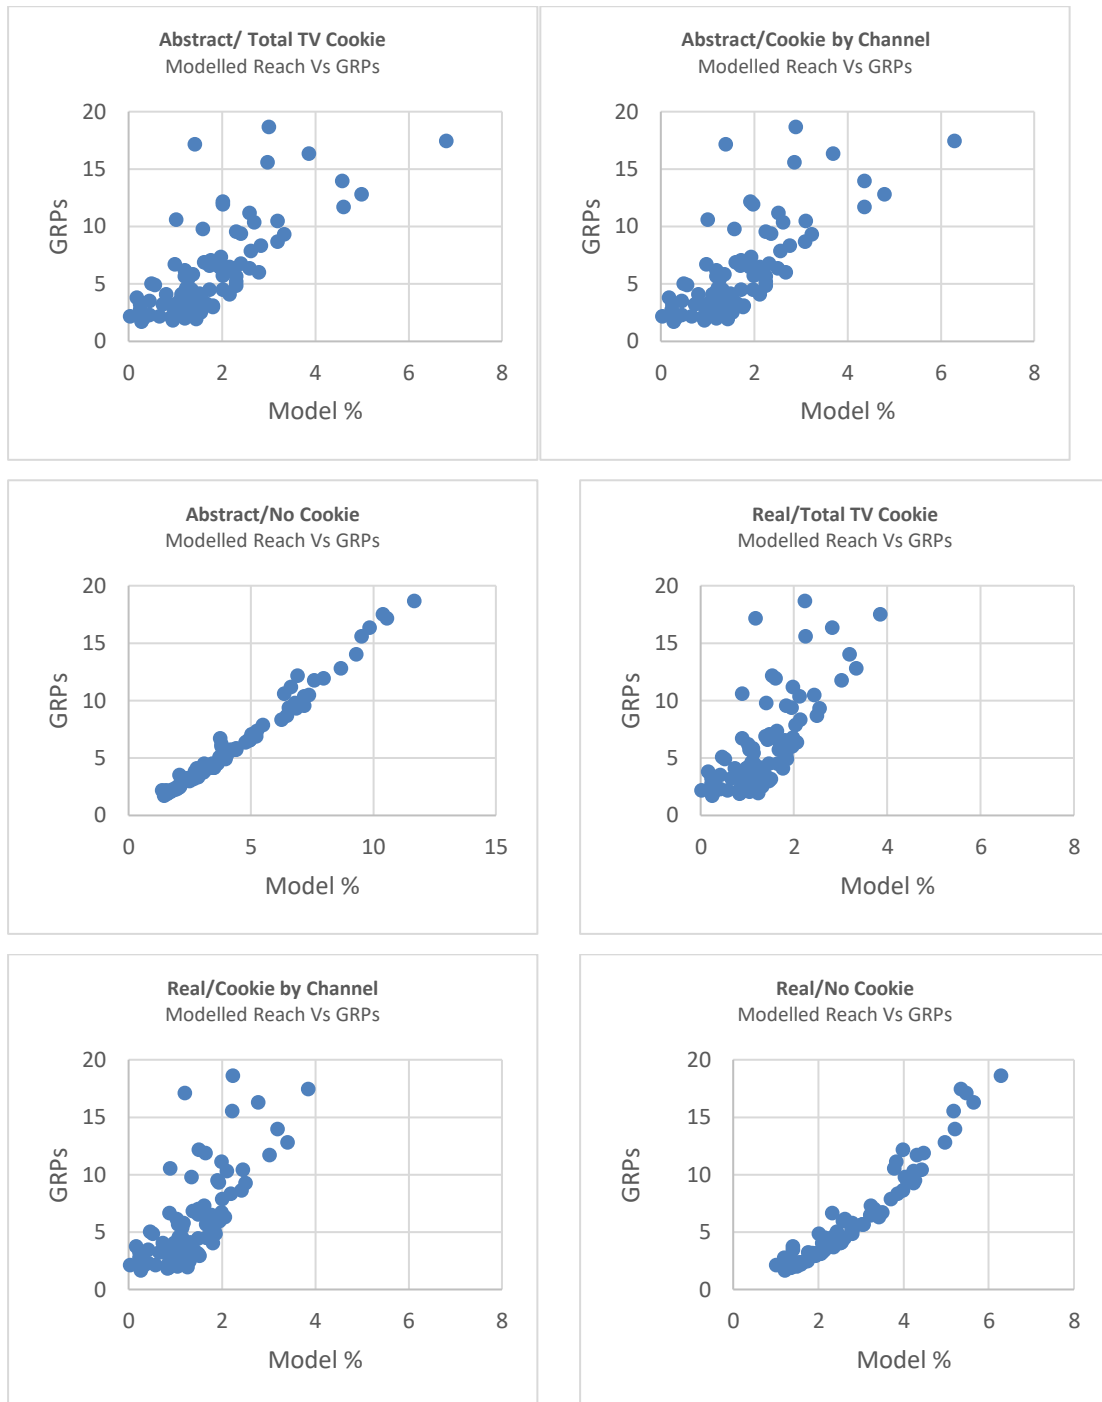 Abstract/ Total TV Cookie
Modelled Reach Vs GRPs
20
15
10
5
0
GRPs
0 2 4 6 8
Model %
Abstract/Cookie by Channel
Modelled Reach Vs GRPs
20
15
10
5
0
GRPs
0 2 4 6 8
Model %
Abstract/No Cookie
Modelled Reach Vs GRPs
20
15
10
5
0
GRPs
0 5 10 15
Model %
Real/Total TV Cookie
Modelled Reach Vs GRPs
20
15
10
5
0
GRPs
0 2 4 6 8
Model %
Real/Cookie by Channel
Modelled Reach Vs GRPs
20
15
10
5
0
GRPs
0 2 4 6 8
Model %
Real/No Cookie
Modelled Reach Vs GRPs
20
15
10
5
0
GRPs
0 2 4 6 8
Model %